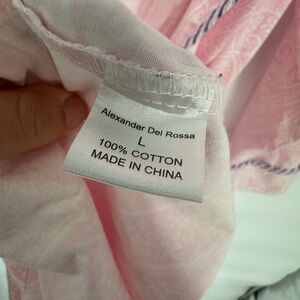 Alexander Del Rossa
L
100% COTTON
MADE IN CHINA